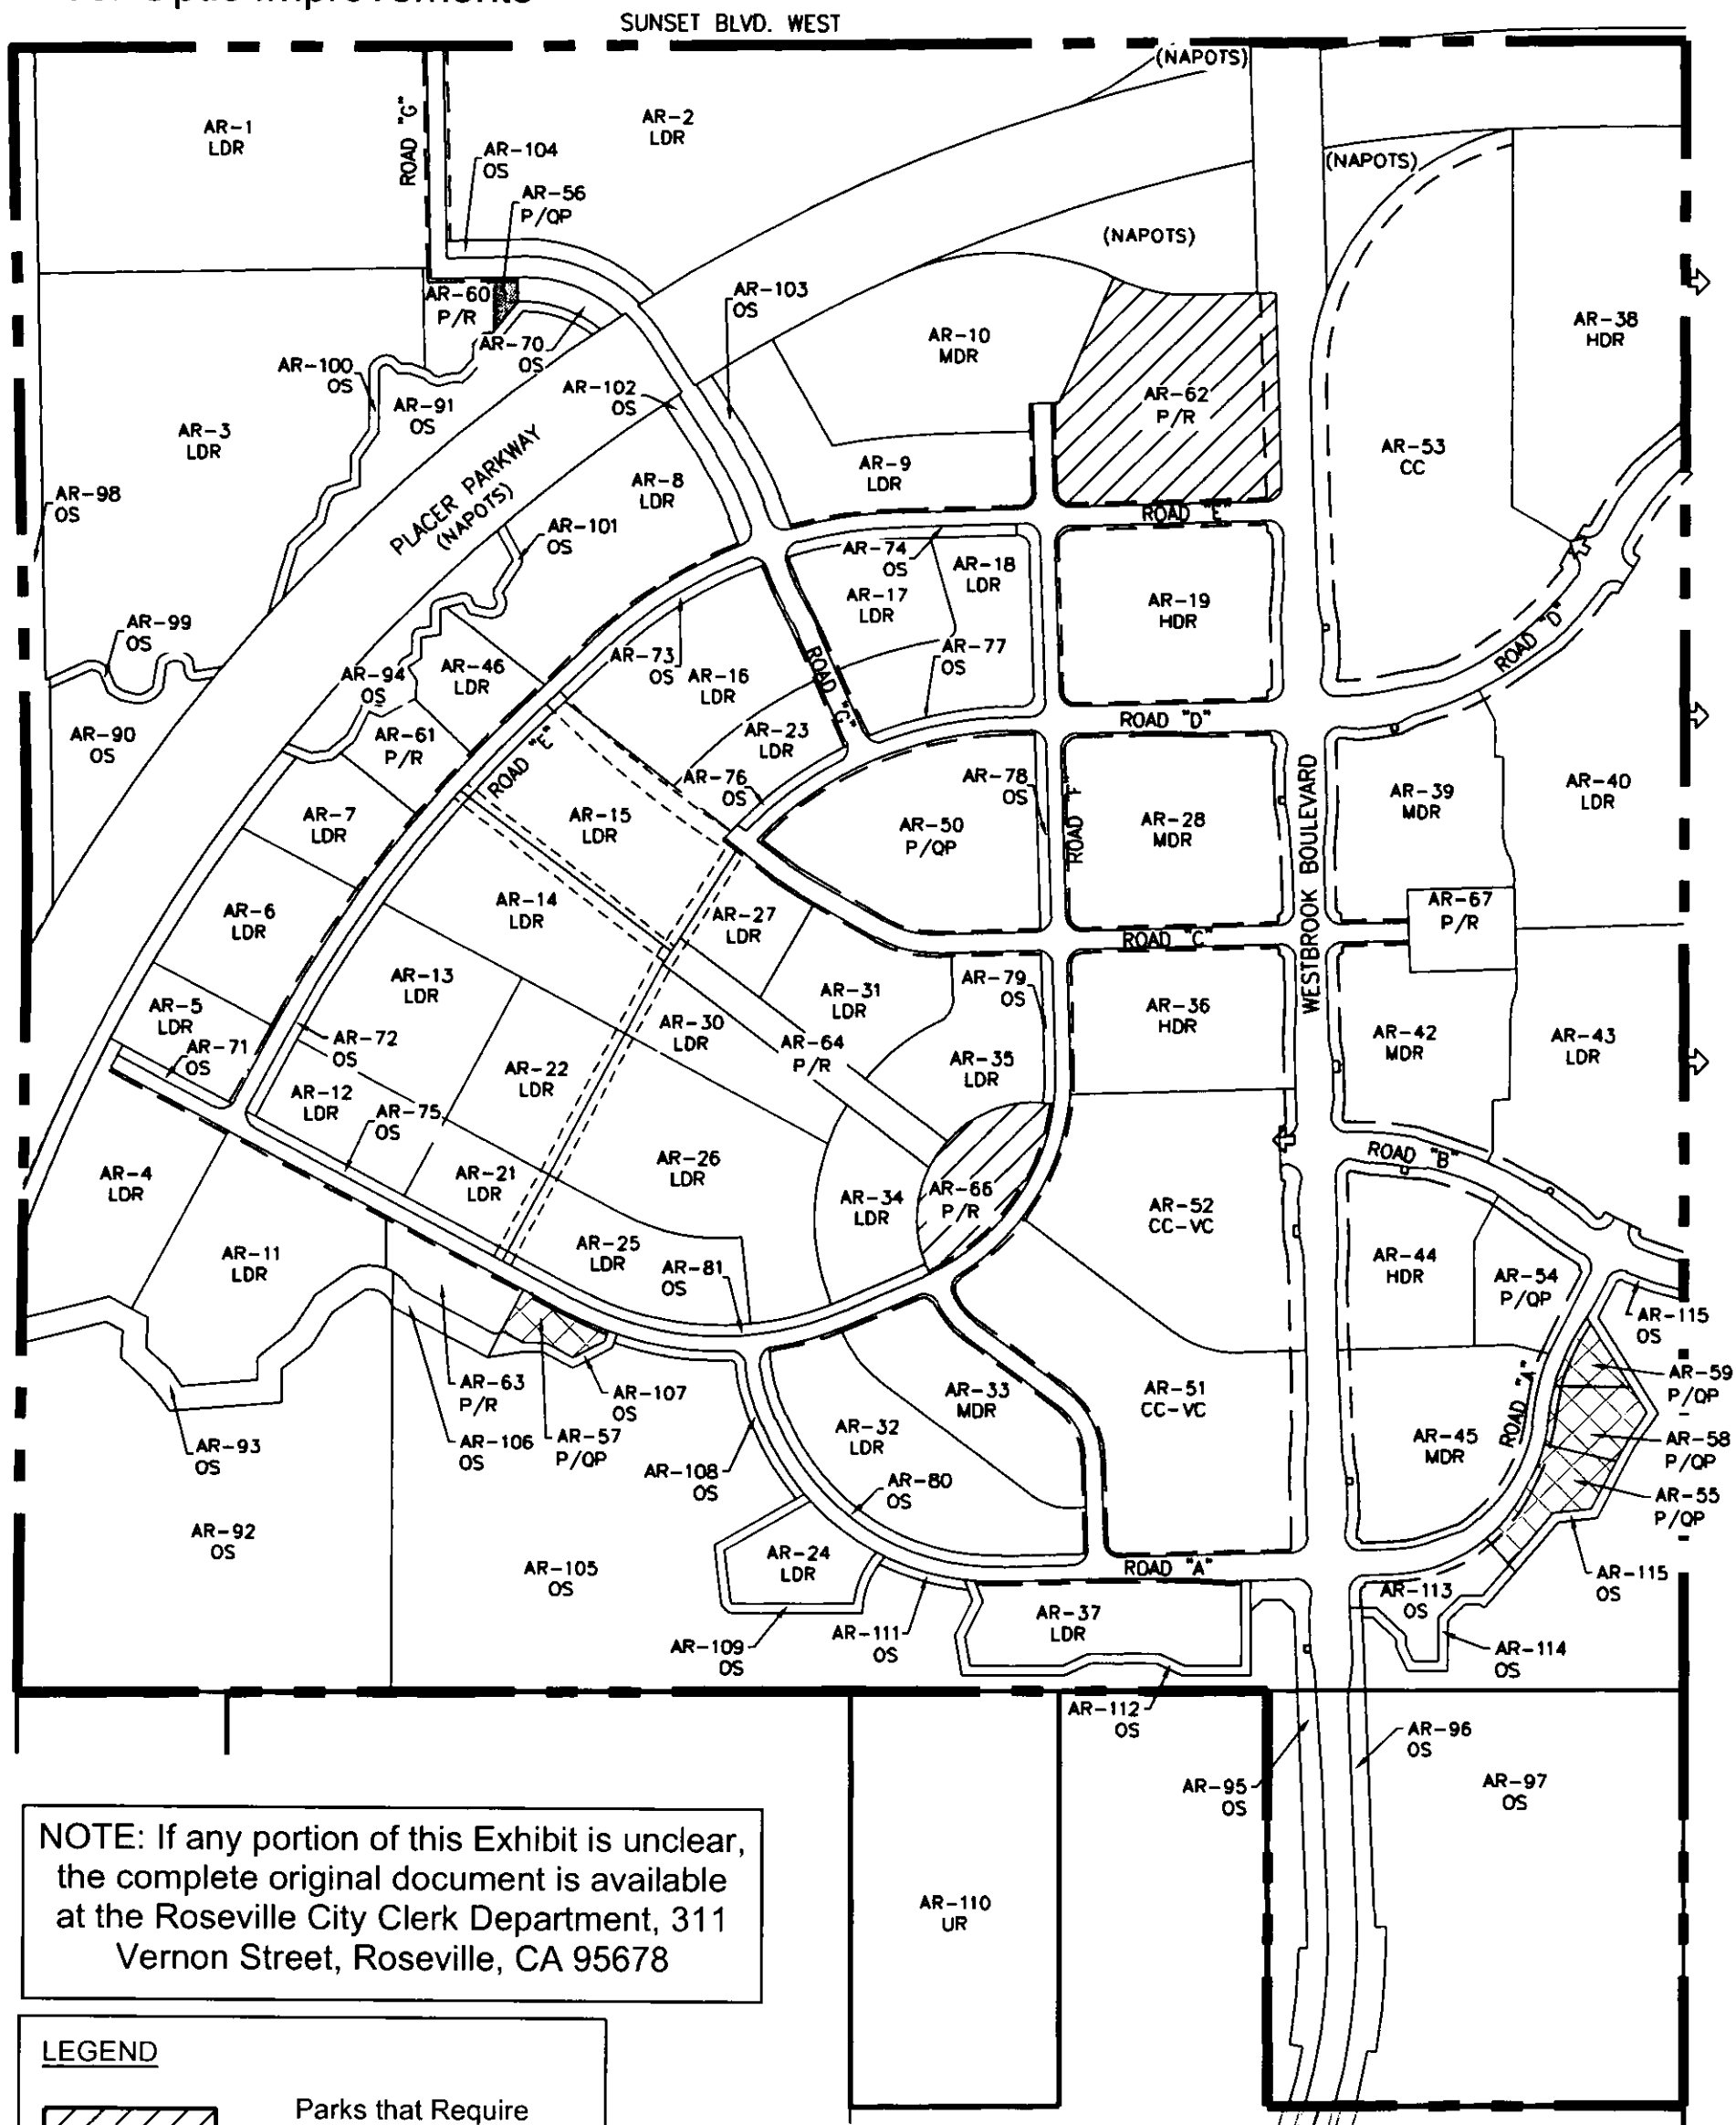 SUNSET BLVD. WEST
(NAPOTS)
AR-1
LDR
ROAD "G"
AR-2
LDR
AR-104
OS
AR-56
P/QP
(NAPOTS)
(NAPOTS)
AR-60
P/R
AR-103
OS
AR-38
HDR
AR-70
OS
AR-10
MDR
AR-100
OS
AR-102
OS
AR-62
P/R
AR-91
OS
AR-3
LDR
PLACER PARKWAY
(NAPOTS)
AR-8
LDR
AR-9
LDR
AR-53
CC
AR-98
OS
AR-101
OS
ROAD "E"
AR-74
OS
AR-18
LDR
AR-17
LDR
AR-19
HDR
AR-99
OS
AR-73
OS
AR-16
LDR
AR-77
OS
ROAD "D"
AR-94
OS
AR-46
LDR
ROAD "G"
ROAD "D"
AR-90
OS
AR-61
P/R
AR-23
LDR
ROAD "E"
AR-76
OS
AR-78
OS
AR-7
LDR
AR-15
LDR
AR-50
P/QP
ROAD "F"
AR-28
MDR
WESTBROOK BOULEVARD
AR-39
MDR
AR-40
LDR
AR-6
LDR
AR-14
LDR
AR-27
LDR
AR-67
P/R
ROAD "C"
AR-13
LDR
AR-79
OS
AR-31
LDR
AR-5
LDR
AR-71
OS
AR-72
OS
AR-30
LDR
AR-64
P/R
AR-36
HDR
AR-42
MDR
AR-43
LDR
AR-22
LDR
AR-35
LDR
AR-12
LDR
AR-75
OS
AR-4
LDR
AR-21
LDR
AR-26
LDR
AR-34
LDR
AR-66
P/R
AR-52
CC-VC
ROAD "B"
AR-11
LDR
AR-25
LDR
AR-81
OS
AR-44
HDR
AR-54
P/QP
AR-115
OS
AR-63
P/R
AR-107
OS
AR-33
MDR
AR-51
CC-VC
AR-59
P/QP
ROAD "A"
AR-93
OS
AR-106
OS
AR-57
P/QP
AR-32
LDR
AR-45
MDR
AR-58
P/QP
AR-108
OS
AR-80
OS
AR-55
P/QP
AR-92
OS
AR-105
OS
AR-24
LDR
ROAD "A"
AR-115
OS
AR-113
OS
AR-37
LDR
AR-109
OS
AR-111
OS
AR-114
OS
AR-112
OS
AR-96
OS
AR-95
OS
AR-97
OS
NOTE: If any portion of this Exhibit is unclear,
the complete original document is available
at the Roseville City Clerk Department, 311
Vernon Street, Roseville, CA 95678
AR-110
UR
LEGEND
Parks that Require